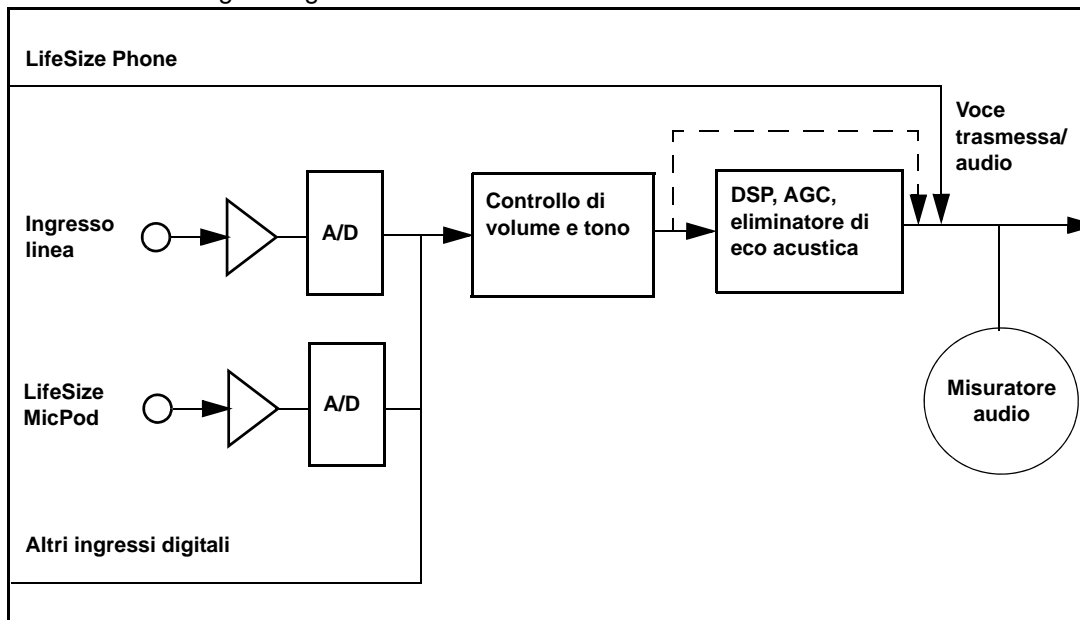 LifeSize Phone
Voce
trasmessa/
audio
Ingresso
linea
A/D
Controllo di
volume e tono
DSP, AGC,
eliminatore di
eco acustica
LifeSize
MicPod
A/D
Misuratore
audio
Altri ingressi digitali